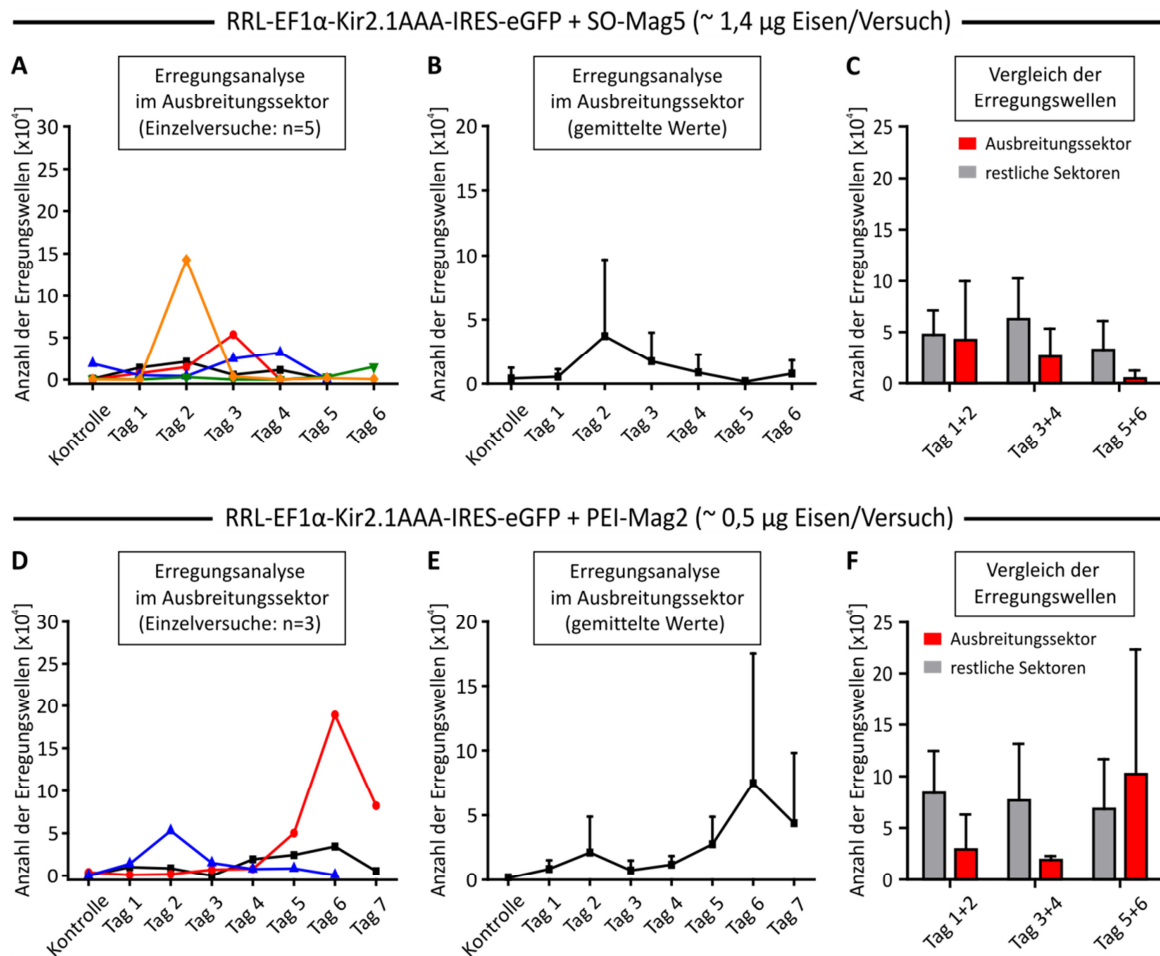 RRL-EF1α-Kir2.1AAA-IRES-eGFP + SO-Mag5 (~ 1,4 µg Eisen/Versuch)
A
Erregungsanalyse
im Ausbreitungssektor
(Einzelversuche: n=5)
Anzahl der Erregungswellen [x10⁴]
30
25
20
15
10
5
0
Kontrolle
Tag 1
Tag 2
Tag 3
Tag 4
Tag 5
Tag 6
B
Erregungsanalyse
im Ausbreitungssektor
(gemittelte Werte)
Anzahl der Erregungswellen [x10⁴]
20
15
10
5
0
Kontrolle
Tag 1
Tag 2
Tag 3
Tag 4
Tag 5
Tag 6
C
Vergleich der
Erregungswellen
Anzahl der Erregungswellen [x10⁴]
25
20
15
10
5
0
Ausbreitungssektor
restliche Sektoren
Tag 1+2
Tag 3+4
Tag 5+6
RRL-EF1α-Kir2.1AAA-IRES-eGFP + PEI-Mag2 (~ 0,5 µg Eisen/Versuch)
D
Erregungsanalyse
im Ausbreitungssektor
(Einzelversuche: n=3)
Anzahl der Erregungswellen [x10⁴]
30
25
20
15
10
5
0
Kontrolle
Tag 1
Tag 2
Tag 3
Tag 4
Tag 5
Tag 6
Tag 7
E
Erregungsanalyse
im Ausbreitungssektor
(gemittelte Werte)
Anzahl der Erregungswellen [x10⁴]
20
15
10
5
0
Kontrolle
Tag 1
Tag 2
Tag 3
Tag 4
Tag 5
Tag 6
Tag 7
F
Vergleich der
Erregungswellen
Anzahl der Erregungswellen [x10⁴]
25
20
15
10
5
0
Ausbreitungssektor
restliche Sektoren
Tag 1+2
Tag 3+4
Tag 5+6